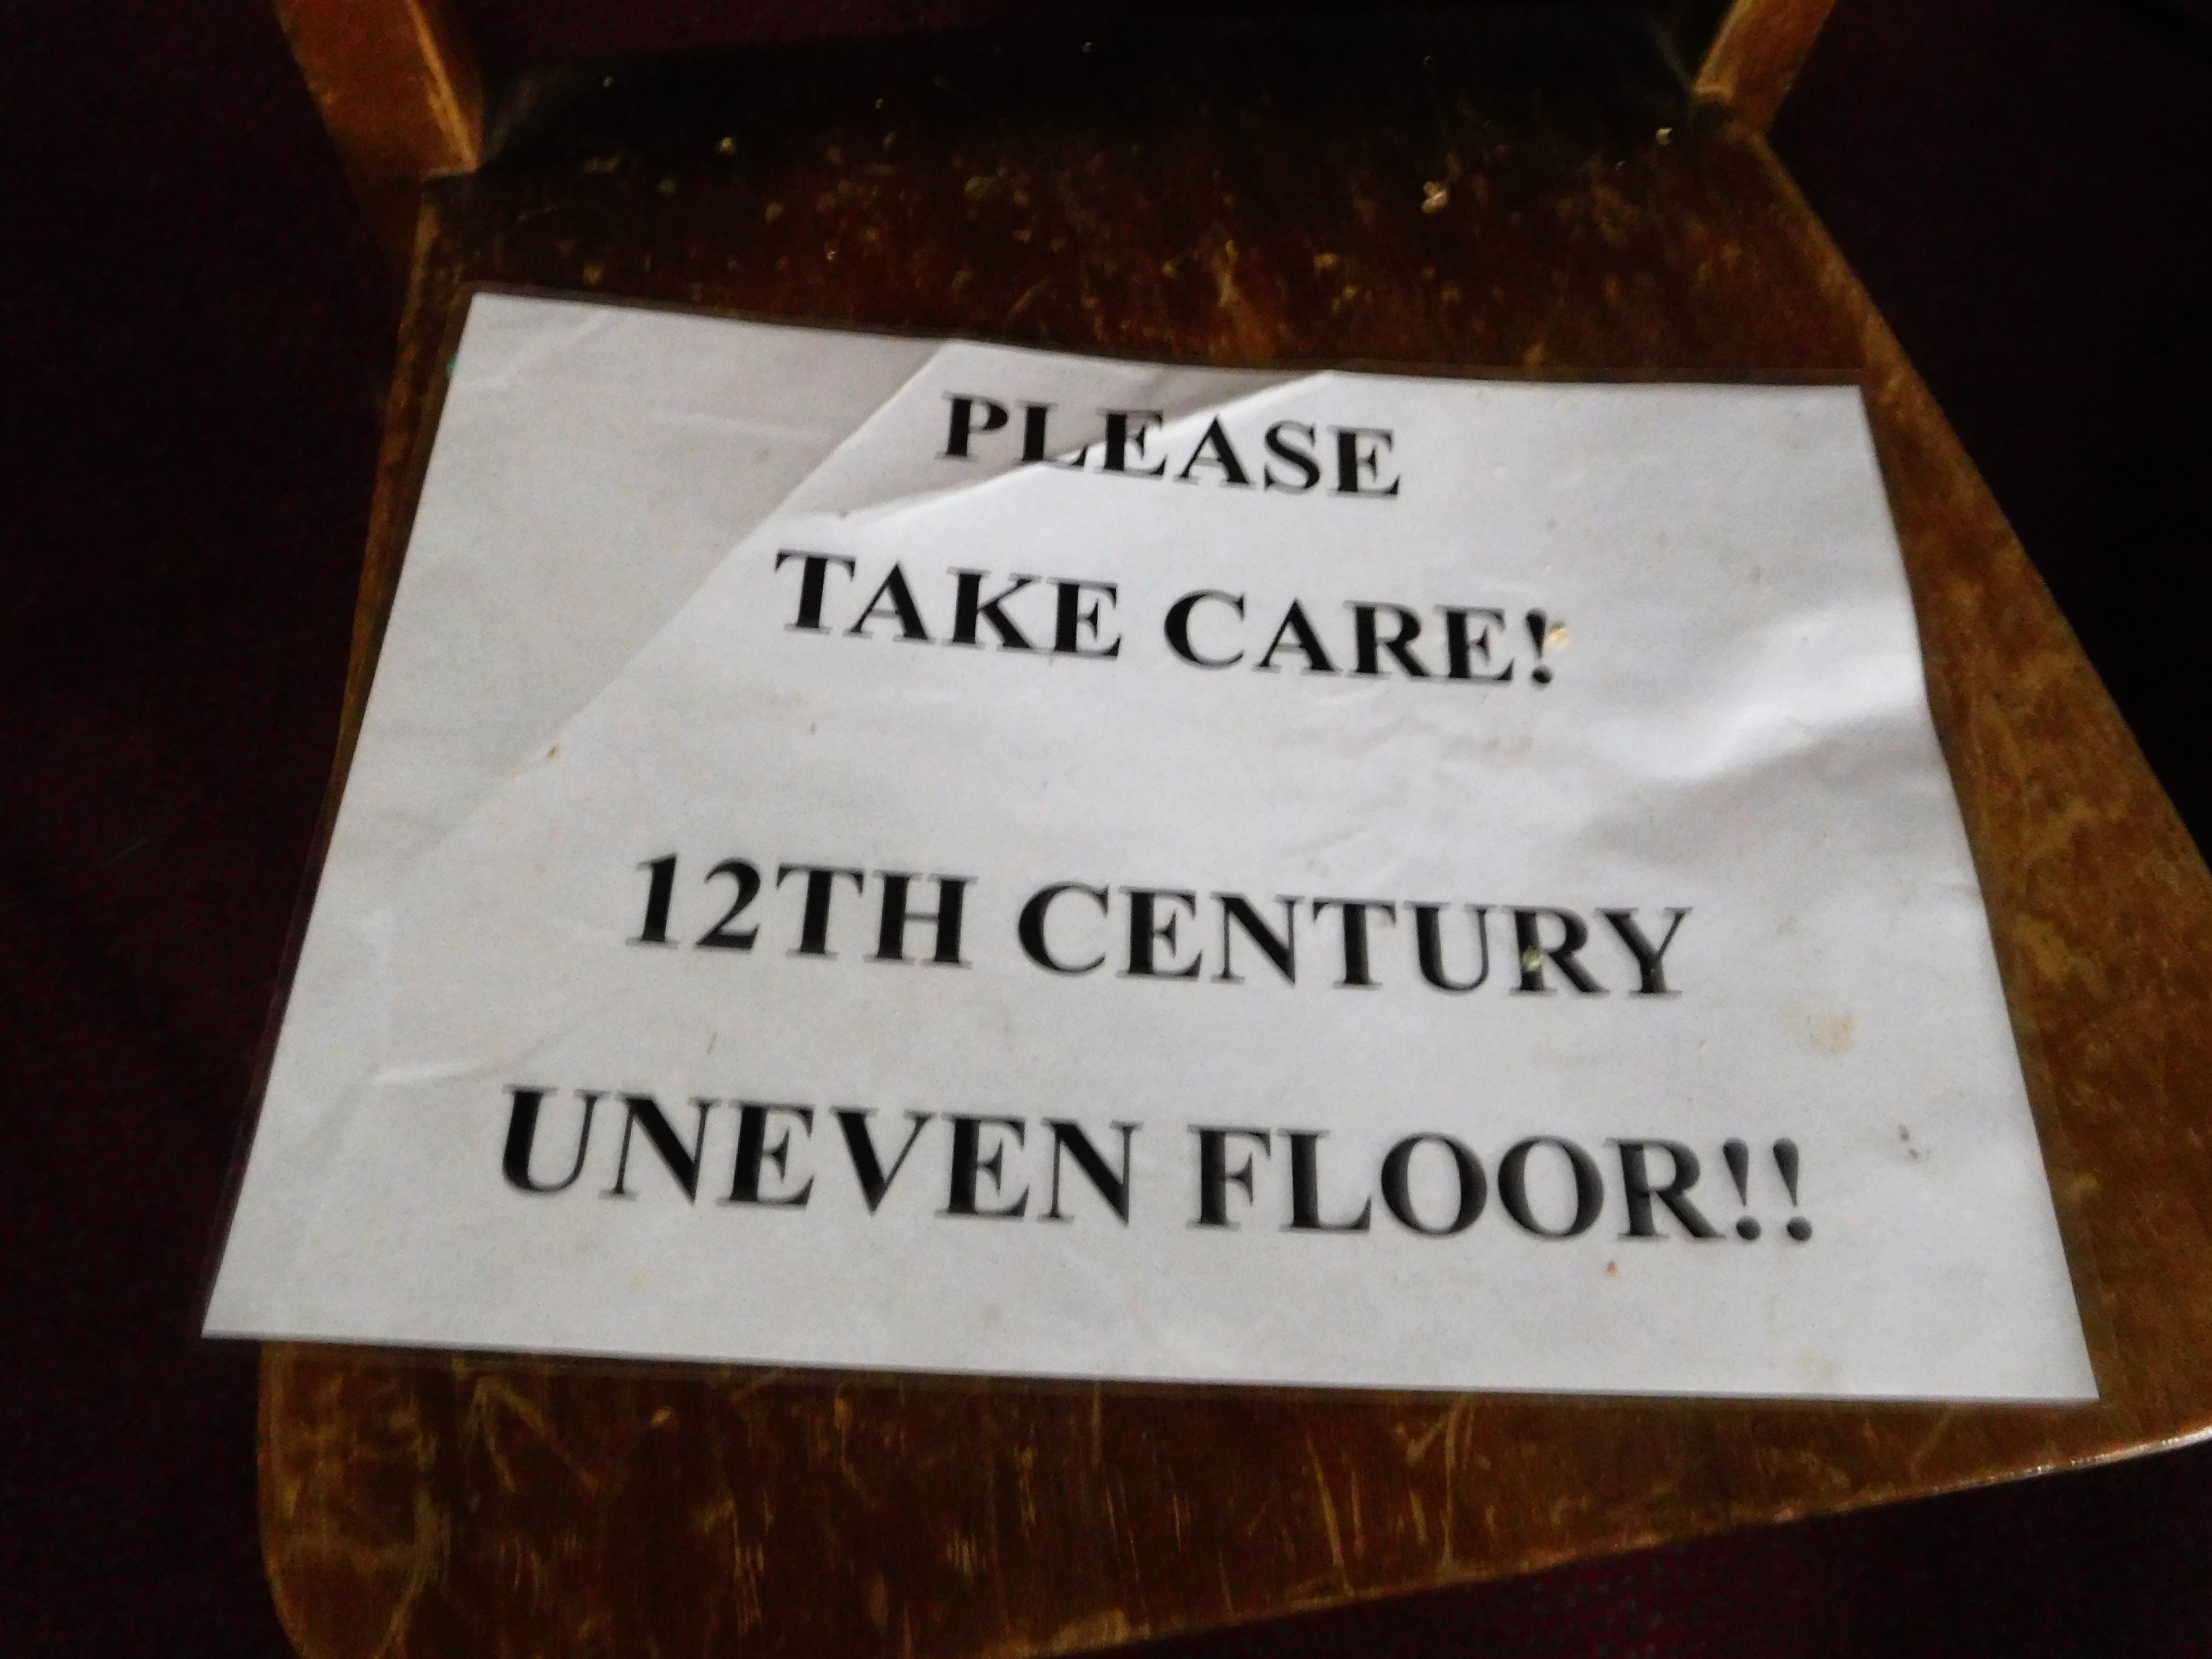 PLEASE
TAKE CARE!
12TH CENTURY
UNEVEN FLOOR!!